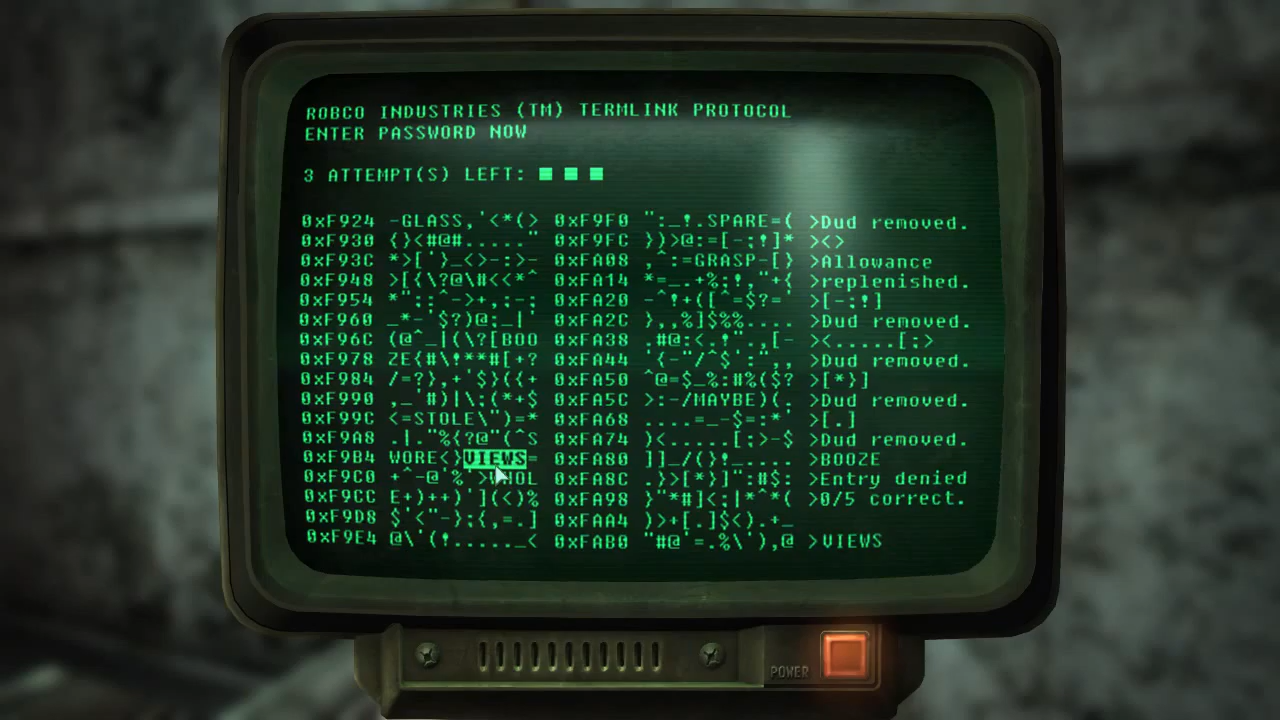 ROBCO INDUSTRIES (TM) TERMLINK PROTOCOL
ENTER PASSWORD NOW
3 ATTEMPT(S) LEFT: ■ ■ ■
0xF924 -GLASS,'<*(> 0xF9F0 ":_!.SPARE=( >Dud removed.
0xF930 {}<#@#....." 0xF9FC })>@:=[-;!]* ><>
0xF93C *>['}_<>-:>- 0xFA08 ,^:=GRASP-[} >Allowance
0xF948 >[{\?@\#<<*^ 0xFA14 *=_.+%;!,"+{ >replenished.
0xF954 *"::^->+,:-; 0xFA20 -^!+([^=$?=' >[-;!]
0xF960 _*-'$?)@;_|' 0xFA2C },,%]$%%.... >Dud removed.
0xF96C (@^_|(\?[BOO 0xFA38 .#@:<.!".,[- ><.....[:>
0xF978 ZE{#\!**#[+? 0xFA44 '{-"/^$':",, >Dud removed.
0xF984 /=?},+'$}({+ 0xFA50 ^@=$_%:#%($? >[*}]
0xF990 ,_'#)|\:(*+$ 0xFA5C >:-/MAYBE)(. >Dud removed.
0xF99C <=STOLE\")=* 0xFA68 ....=_-$=:*' >[.]
0xF9A8 .|."%{?@"(^S 0xFA74 )<.....[:>-$ >Dud removed.
0xF9B4 WORE<}VIEWS= 0xFA80 ]]_/(}!_.... >BOOZE
0xF9C0 +^-@'%'>WHOL 0xFA8C .}>[*}]":#$: >Entry denied
0xF9CC E+)++)'](<)% 0xFA98 }"*#]<;|*^*( >0/5 correct.
0xF9D8 $'<"-};{,=.] 0xFAA4 )>+[.]$<).+_
0xF9E4 @\'(!....._< 0xFAB0 "#@'=.%\'),@ >VIEWS
POWER